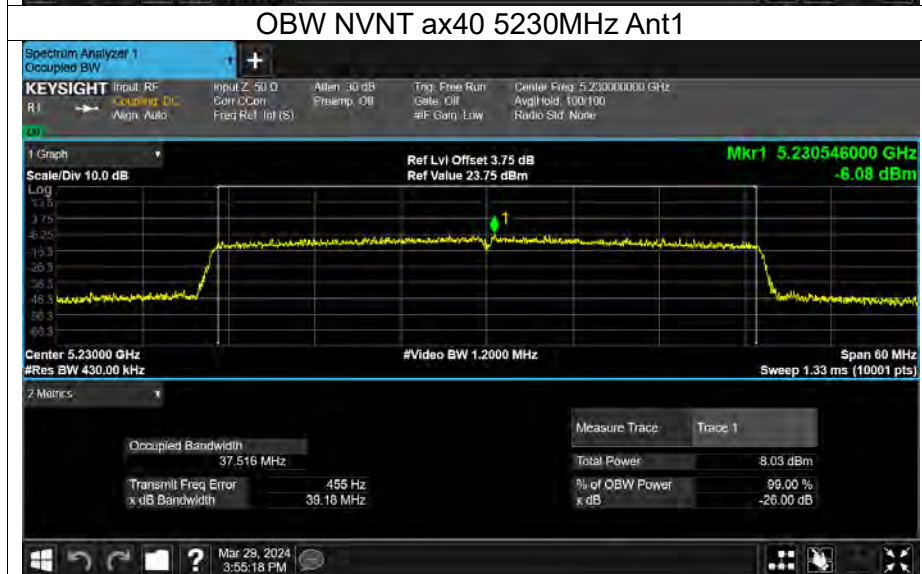 OBW NVNT ax40 5230MHz Ant1
Spectrum Analyzer 1
Occupied BW
KEYSIGHT Input: RF Input Z: 50 Ω Atten: 30 dB Trig: Free Run Center Freq: 5.230000000 GHz
Coupling: DC Corr CCorr Preamp: Off Gate: Off Avg|Hold: 100/100
Align: Auto Freq Ref: Int (S) #IF Gain: Low Radio Std: None
1 Graph
Ref Lvl Offset 3.75 dB
Mkr1 5.230546000 GHz
Scale/Div 10.0 dB
Ref Value 23.75 dBm
-6.08 dBm
Log
3.75
-6.25
1
Center 5.23000 GHz
#Video BW 1.2000 MHz
Span 60 MHz
#Res BW 430.00 kHz
Sweep 1.33 ms (10001 pts)
2 Metrics
Measure Trace Trace 1
Occupied Bandwidth
37.516 MHz
Total Power 8.03 dBm
Transmit Freq Error 455 Hz
% of OBW Power 99.00 %
x dB Bandwidth 39.18 MHz
x dB -26.00 dB
?
Mar 29, 2024
3:55:18 PM